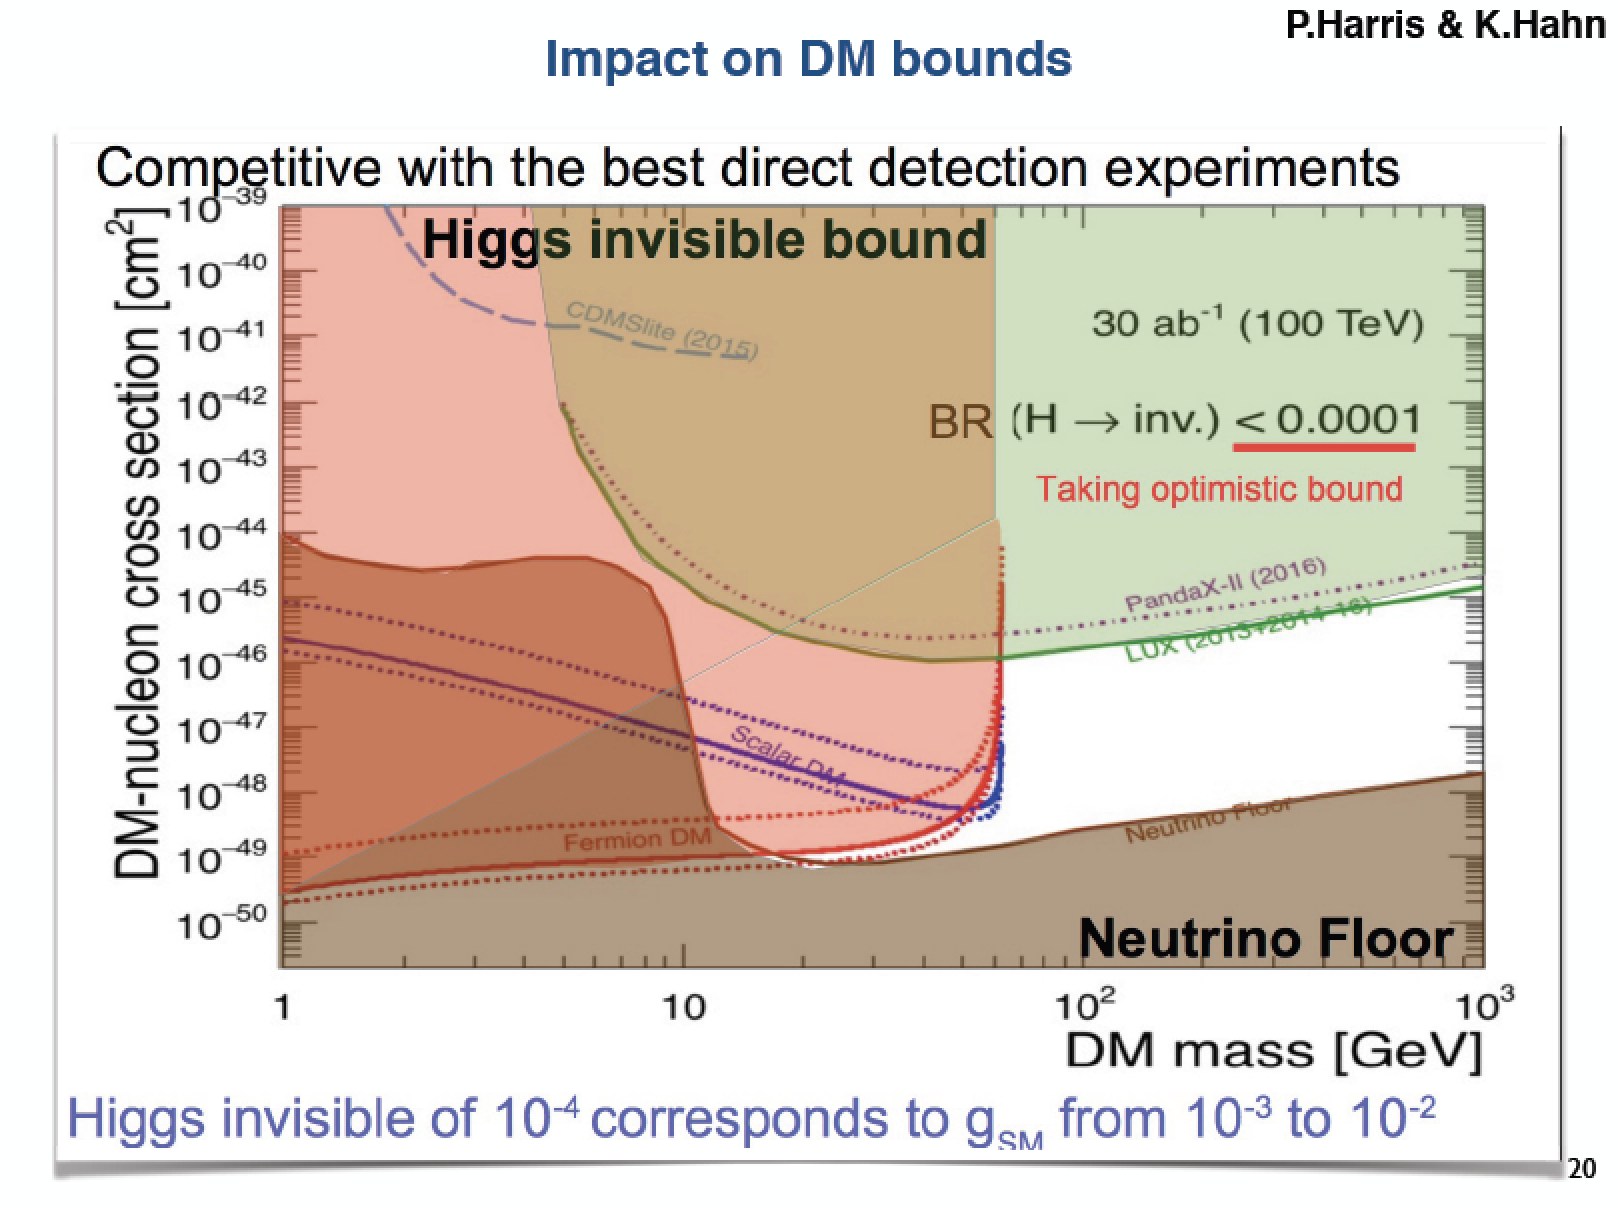 P.Harris & K.Hahn
Impact on DM bounds
Competitive with the best direct detection experiments
Higgs invisible bound
DM-nucleon cross section [cm²]
10⁻³⁹
10⁻⁴⁰
10⁻⁴¹
10⁻⁴²
10⁻⁴³
10⁻⁴⁴
10⁻⁴⁵
10⁻⁴⁶
10⁻⁴⁷
10⁻⁴⁸
10⁻⁴⁹
10⁻⁵⁰
CDMSlite (2015)
30 ab⁻¹ (100 TeV)
BR (H → inv.) < 0.0001
Taking optimistic bound
PandaX-II (2016)
LUX (2013+2014-16)
Scalar DM
Fermion DM
Neutrino Floor
Neutrino Floor
1 10 10² 10³
DM mass [GeV]
Higgs invisible of 10⁻⁴ corresponds to g_SM from 10⁻³ to 10⁻²
20